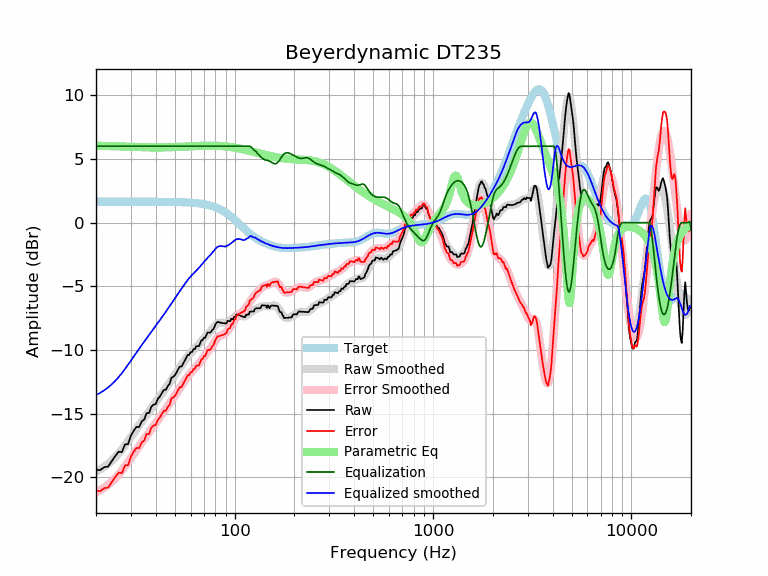 Beyerdynamic DT235
Amplitude (dBr)
10
5
0
−5
−10
−15
−20
Target
Raw Smoothed
Error Smoothed
Raw
Error
Parametric Eq
Equalization
Equalized smoothed
100
1000
10000
Frequency (Hz)